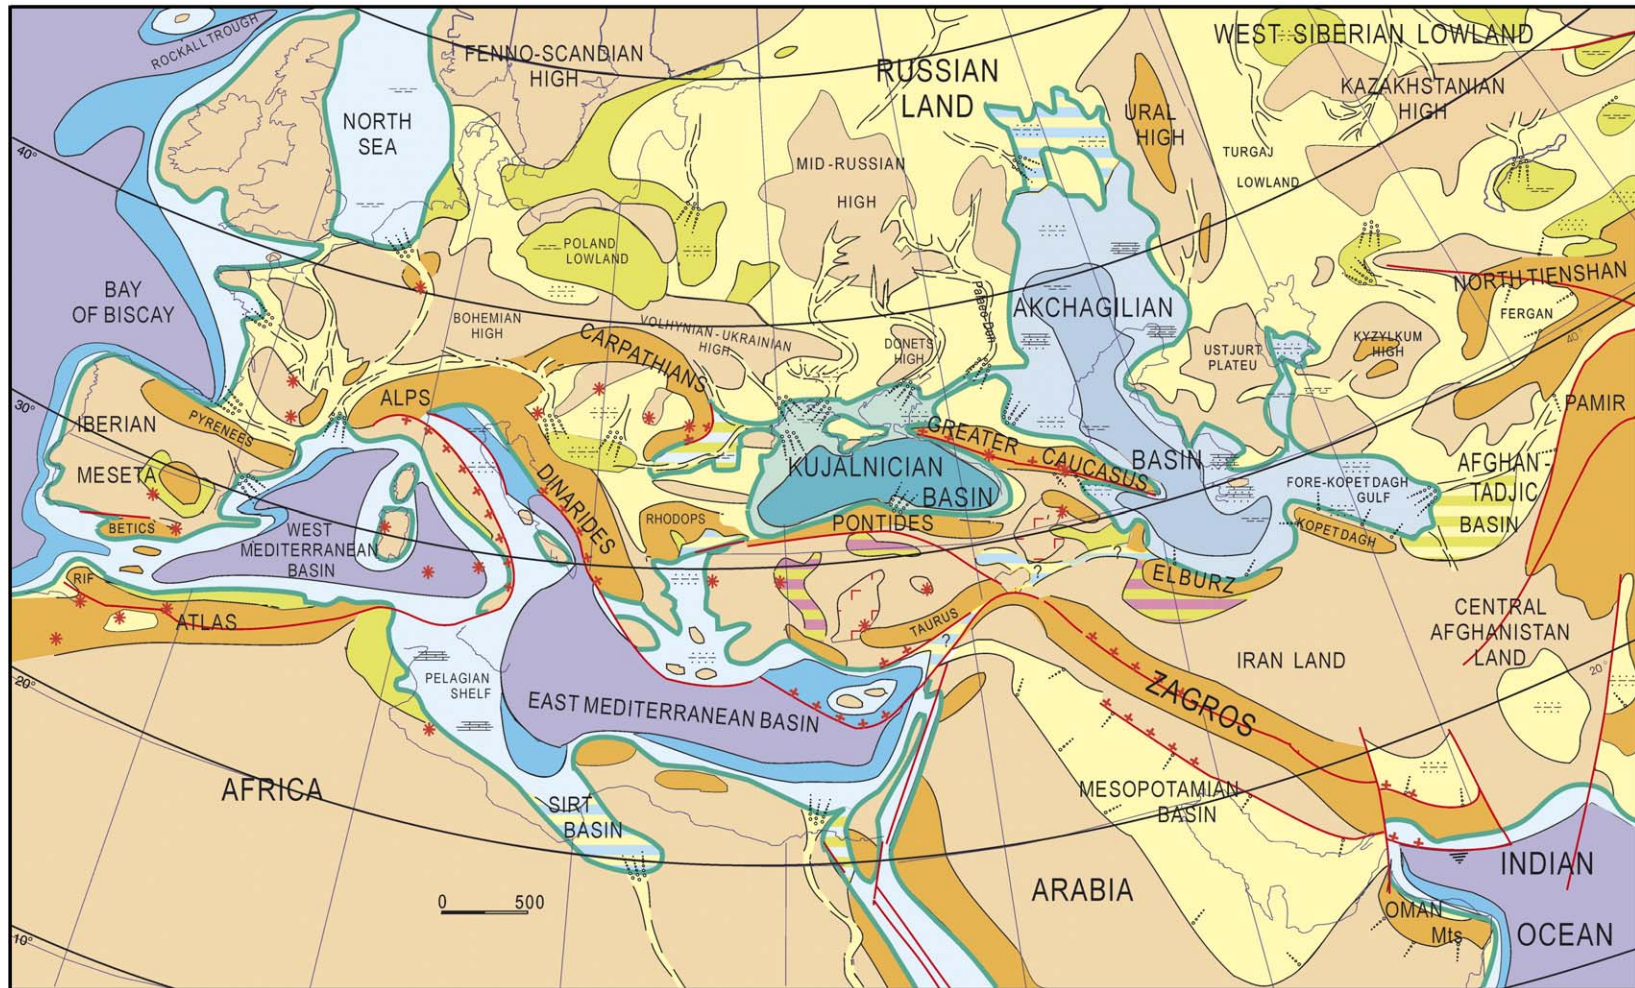 ROCKALL TROUGH
FENNO-SCANDIAN
HIGH
RUSSIAN
LAND
WEST SIBERIAN LOWLAND
KAZAKHSTANIAN
HIGH
URAL
HIGH
NORTH
SEA
MID-RUSSIAN
HIGH
TURGAJ
LOWLAND
40°
POLAND
LOWLAND
BAY
OF BISCAY
BOHEMIAN
HIGH
VOLHYNIAN-UKRAINIAN
HIGH
CARPATHIANS
DONETS
HIGH
Palaeo-Don
AKCHAGILIAN
BASIN
USTJURT
PLATEU
KYZYLKUM
HIGH
NORTH TIENSHAN
FERGAN
40°
PAMIR
30°
IBERIAN
MESETA
PYRENEES
ALPS
DINARIDES
KUJALNICIAN
BASIN
GREATER
CAUCASUS
FORE-KOPETDAGH
GULF
KOPET DAGH
AFGHAN-
TADJIC
BASIN
BETICS
WEST
MEDITERRANEAN
BASIN
RHODOPS
PONTIDES
?
?
ELBURZ
RIF
ATLAS
TAURUS
?
CENTRAL
AFGHANISTAN
LAND
IRAN LAND
20°
20°
PELAGIAN
SHELF
EAST MEDITERRANEAN BASIN
ZAGROS
AFRICA
SIRT
BASIN
MESOPOTAMIAN
BASIN
ARABIA
INDIAN
OCEAN
OMAN
Mts
0 500
10°